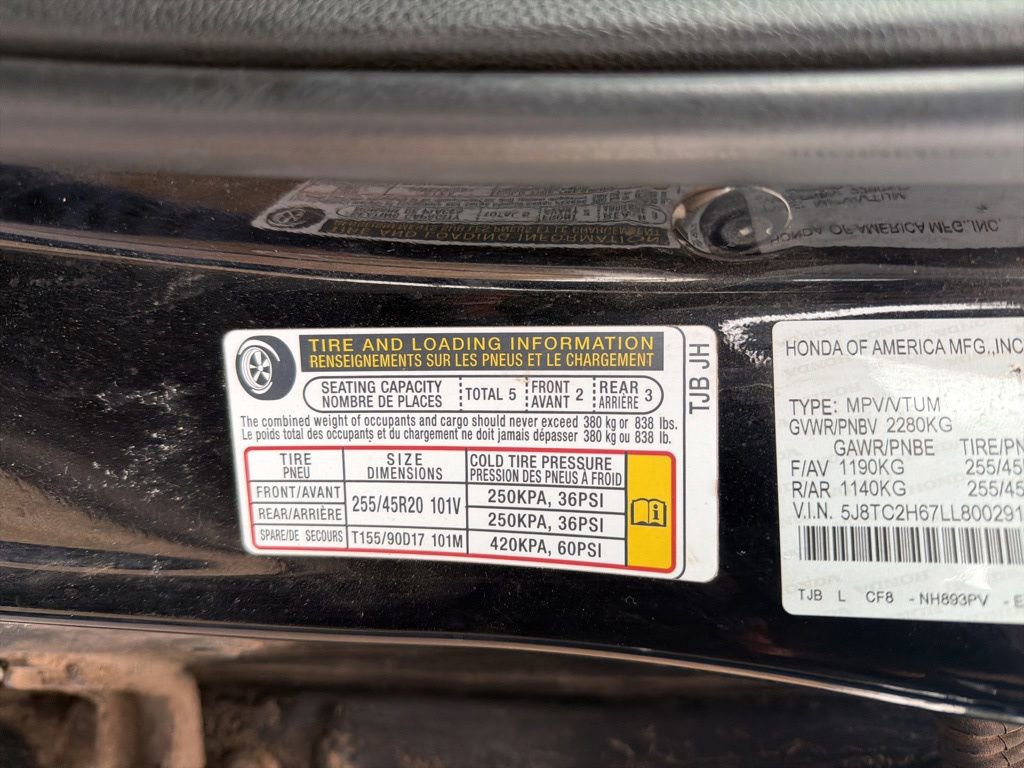 TIRE AND LOADING INFORMATION
RENSEIGNEMENTS SUR LES PNEUS ET LE CHARGEMENT
SEATING CAPACITY
NOMBRE DE PLACES
TOTAL 5
FRONT
AVANT 2
REAR
ARRIÈRE 3
The combined weight of occupants and cargo should never exceed 380 kg or 838 lbs.
Le poids total des occupants et du chargement ne doit jamais dépasser 380 kg ou 838 lb.
TIRE
PNEU
SIZE
DIMENSIONS
COLD TIRE PRESSURE
PRESSION DES PNEUS À FROID
FRONT/AVANT
255/45R20 101V
250KPA, 36PSI
REAR/ARRIÈRE
250KPA, 36PSI
SPARE/DE SECOURS
T155/90D17 101M
420KPA, 60PSI
TJB JH
HONDA OF AMERICA MFG.,INC
TYPE: MPV/VTUM
GVWR/PNBV 2280KG
GAWR/PNBE TIRE/PN
F/AV 1190KG 255/45
R/AR 1140KG 255/45
V.I.N. 5J8TC2H67LL800291
TJB L CF8 -NH893PV -E
HONDA OF AMERICA MFG.,INC.